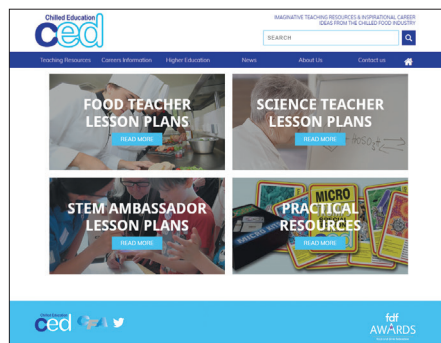 Chilled Education
ced
IMAGINATIVE TEACHING RESOURCES & INSPIRATIONAL CAREER
IDEAS FROM THE CHILLED FOOD INDUSTRY
SEARCH
Teaching Resources Careers Information Higher Education News About Us Contact us
FOOD TEACHER
LESSON PLANS
READ MORE
SCIENCE TEACHER
LESSON PLANS
READ MORE
STEM AMBASSADOR
LESSON PLANS
READ MORE
MICRO
PRACTICAL
RESOURCES
READ MORE
Chilled Education
ced
CFA
fdf
AWARDS